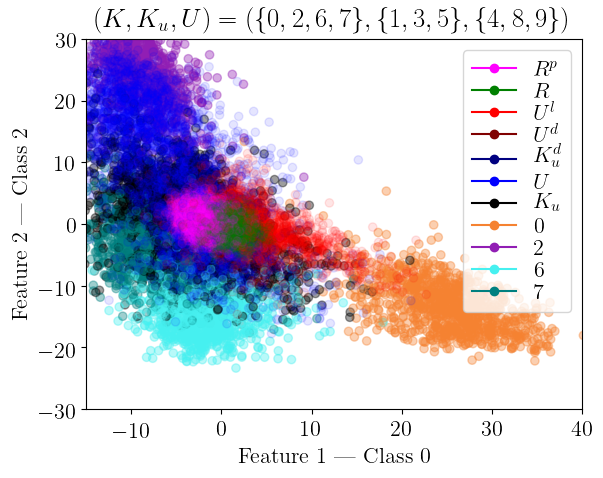 (K, K_u, U) = ({0, 2, 6, 7}, {1, 3, 5}, {4, 8, 9})
30
20
10
0
−10
−20
−30
Feature 2 — Class 2
R^p
R
U^l
U^d
K_u^d
U
K_u
0
2
6
7
−10
0
10
20
30
40
Feature 1 — Class 0